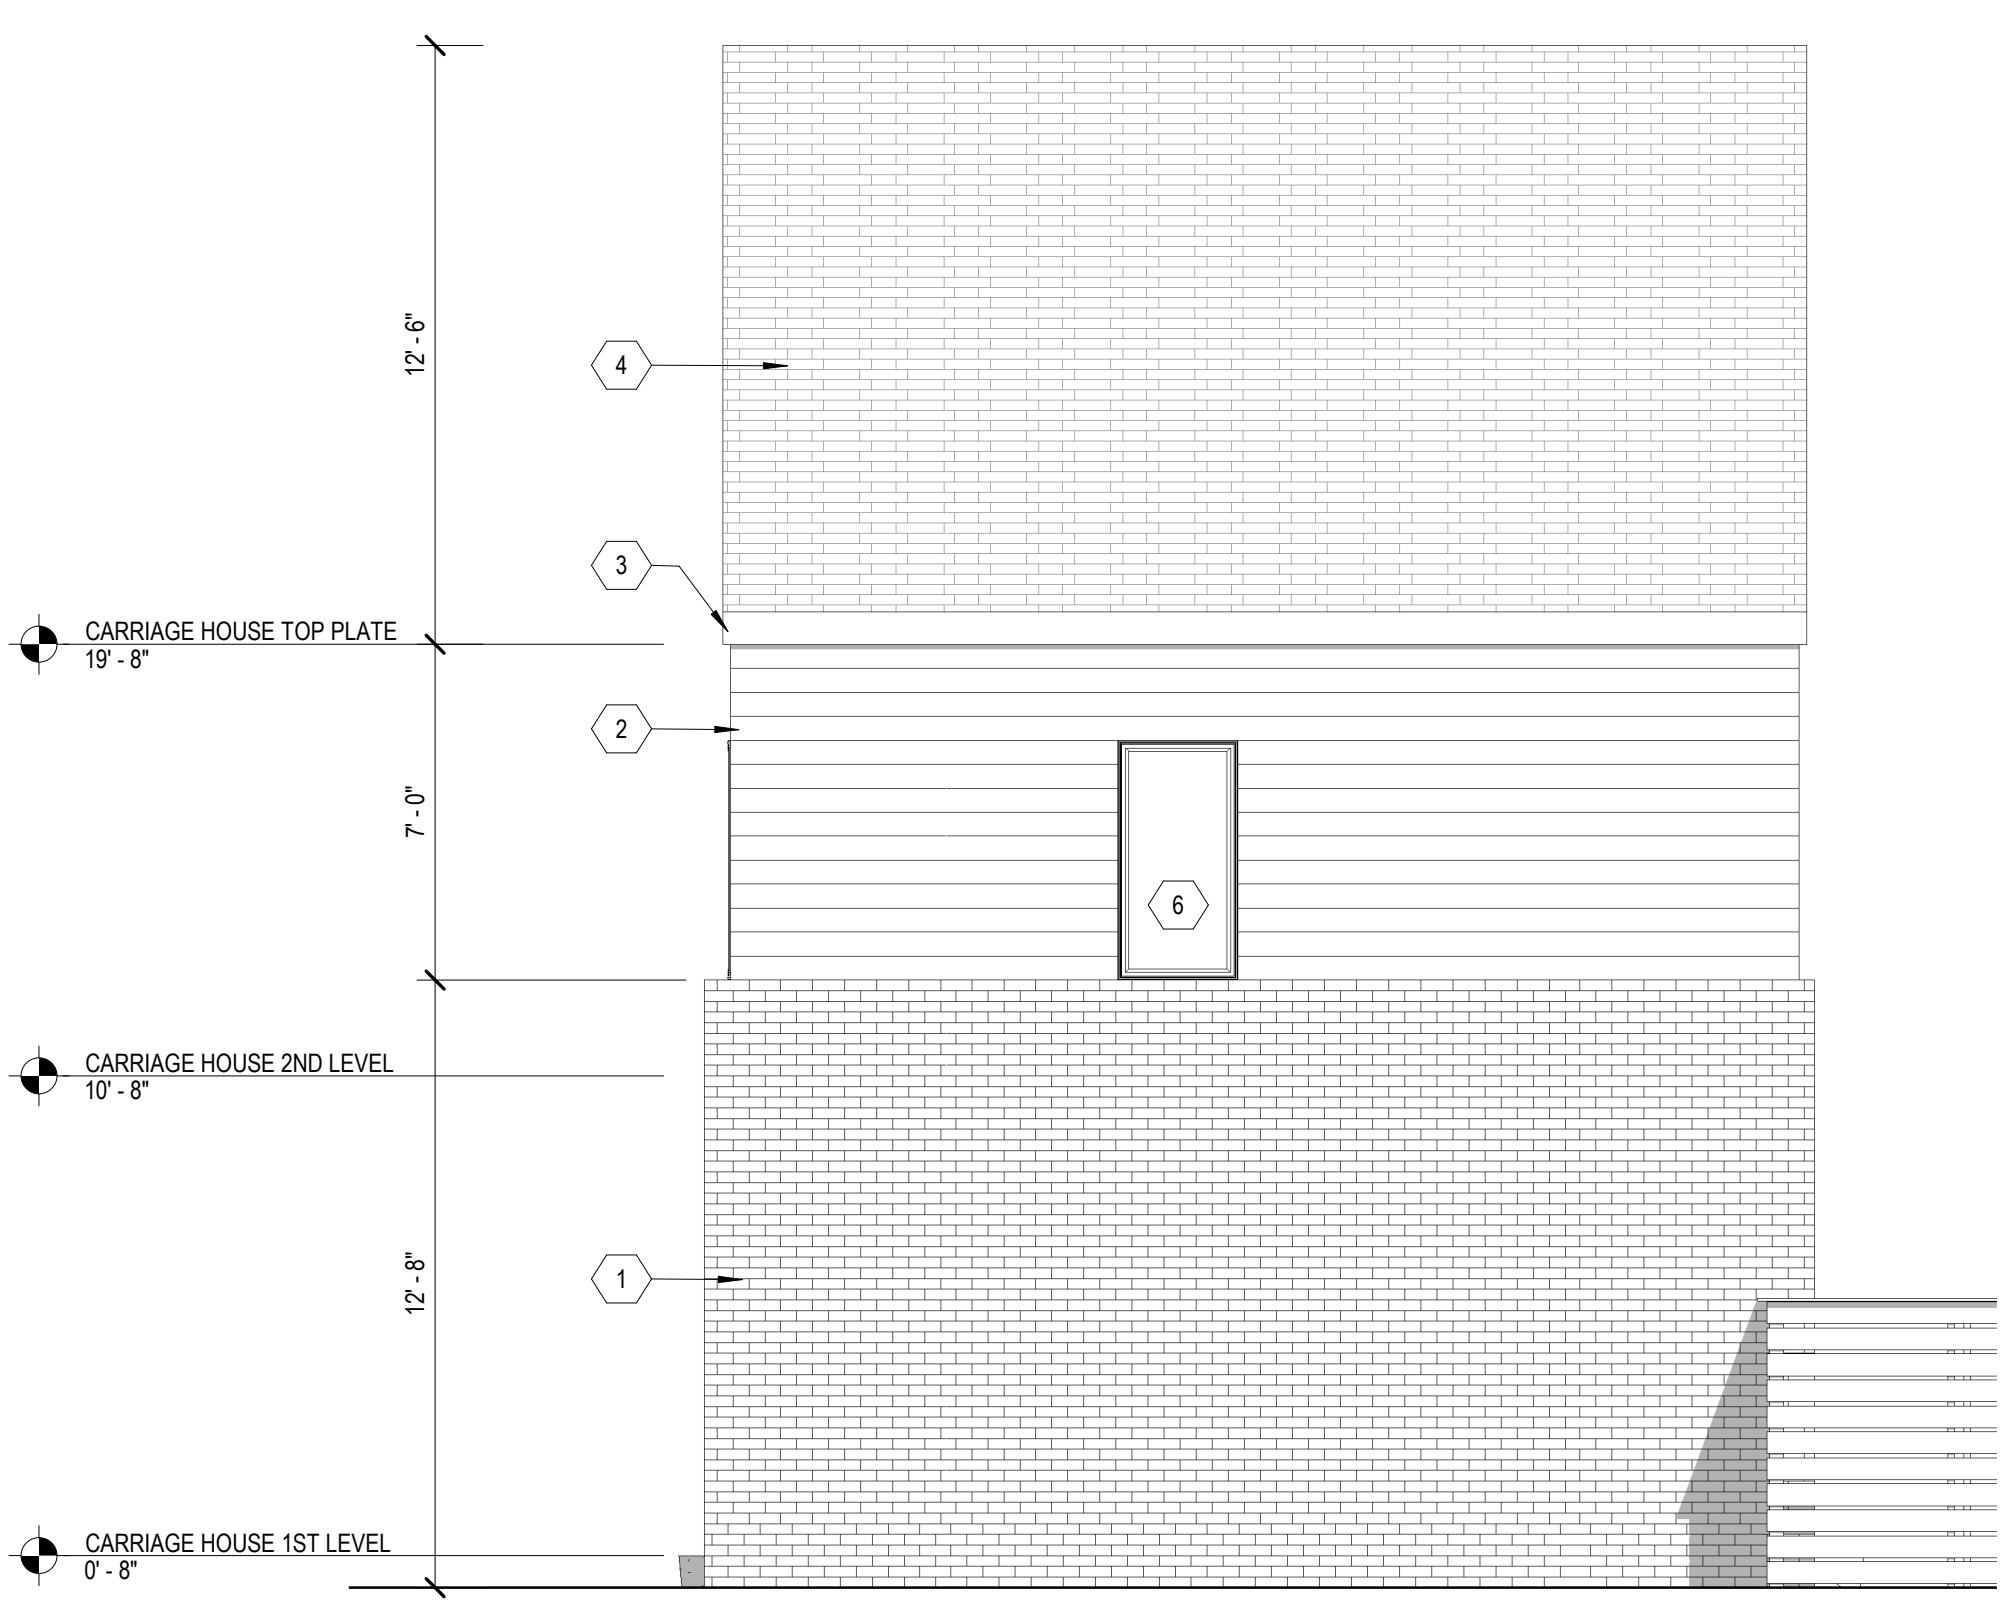 12' - 6"
4
3
CARRIAGE HOUSE TOP PLATE
19' - 8"
2
7' - 0"
6
CARRIAGE HOUSE 2ND LEVEL
10' - 8"
12' - 8"
1
CARRIAGE HOUSE 1ST LEVEL
0' - 8"